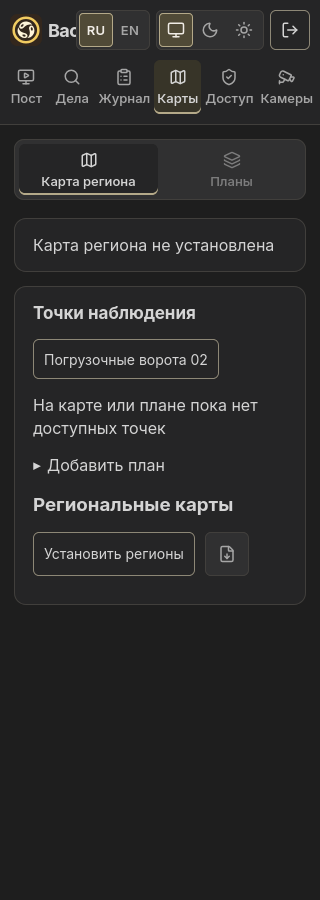 Вас
RU EN
Пост Дела Журнал Карты Доступ Камеры
Карта региона Планы
Карта региона не установлена
Точки наблюдения
Погрузочные ворота 02
На карте или плане пока нет
доступных точек
Добавить план
Региональные карты
Установить регионы